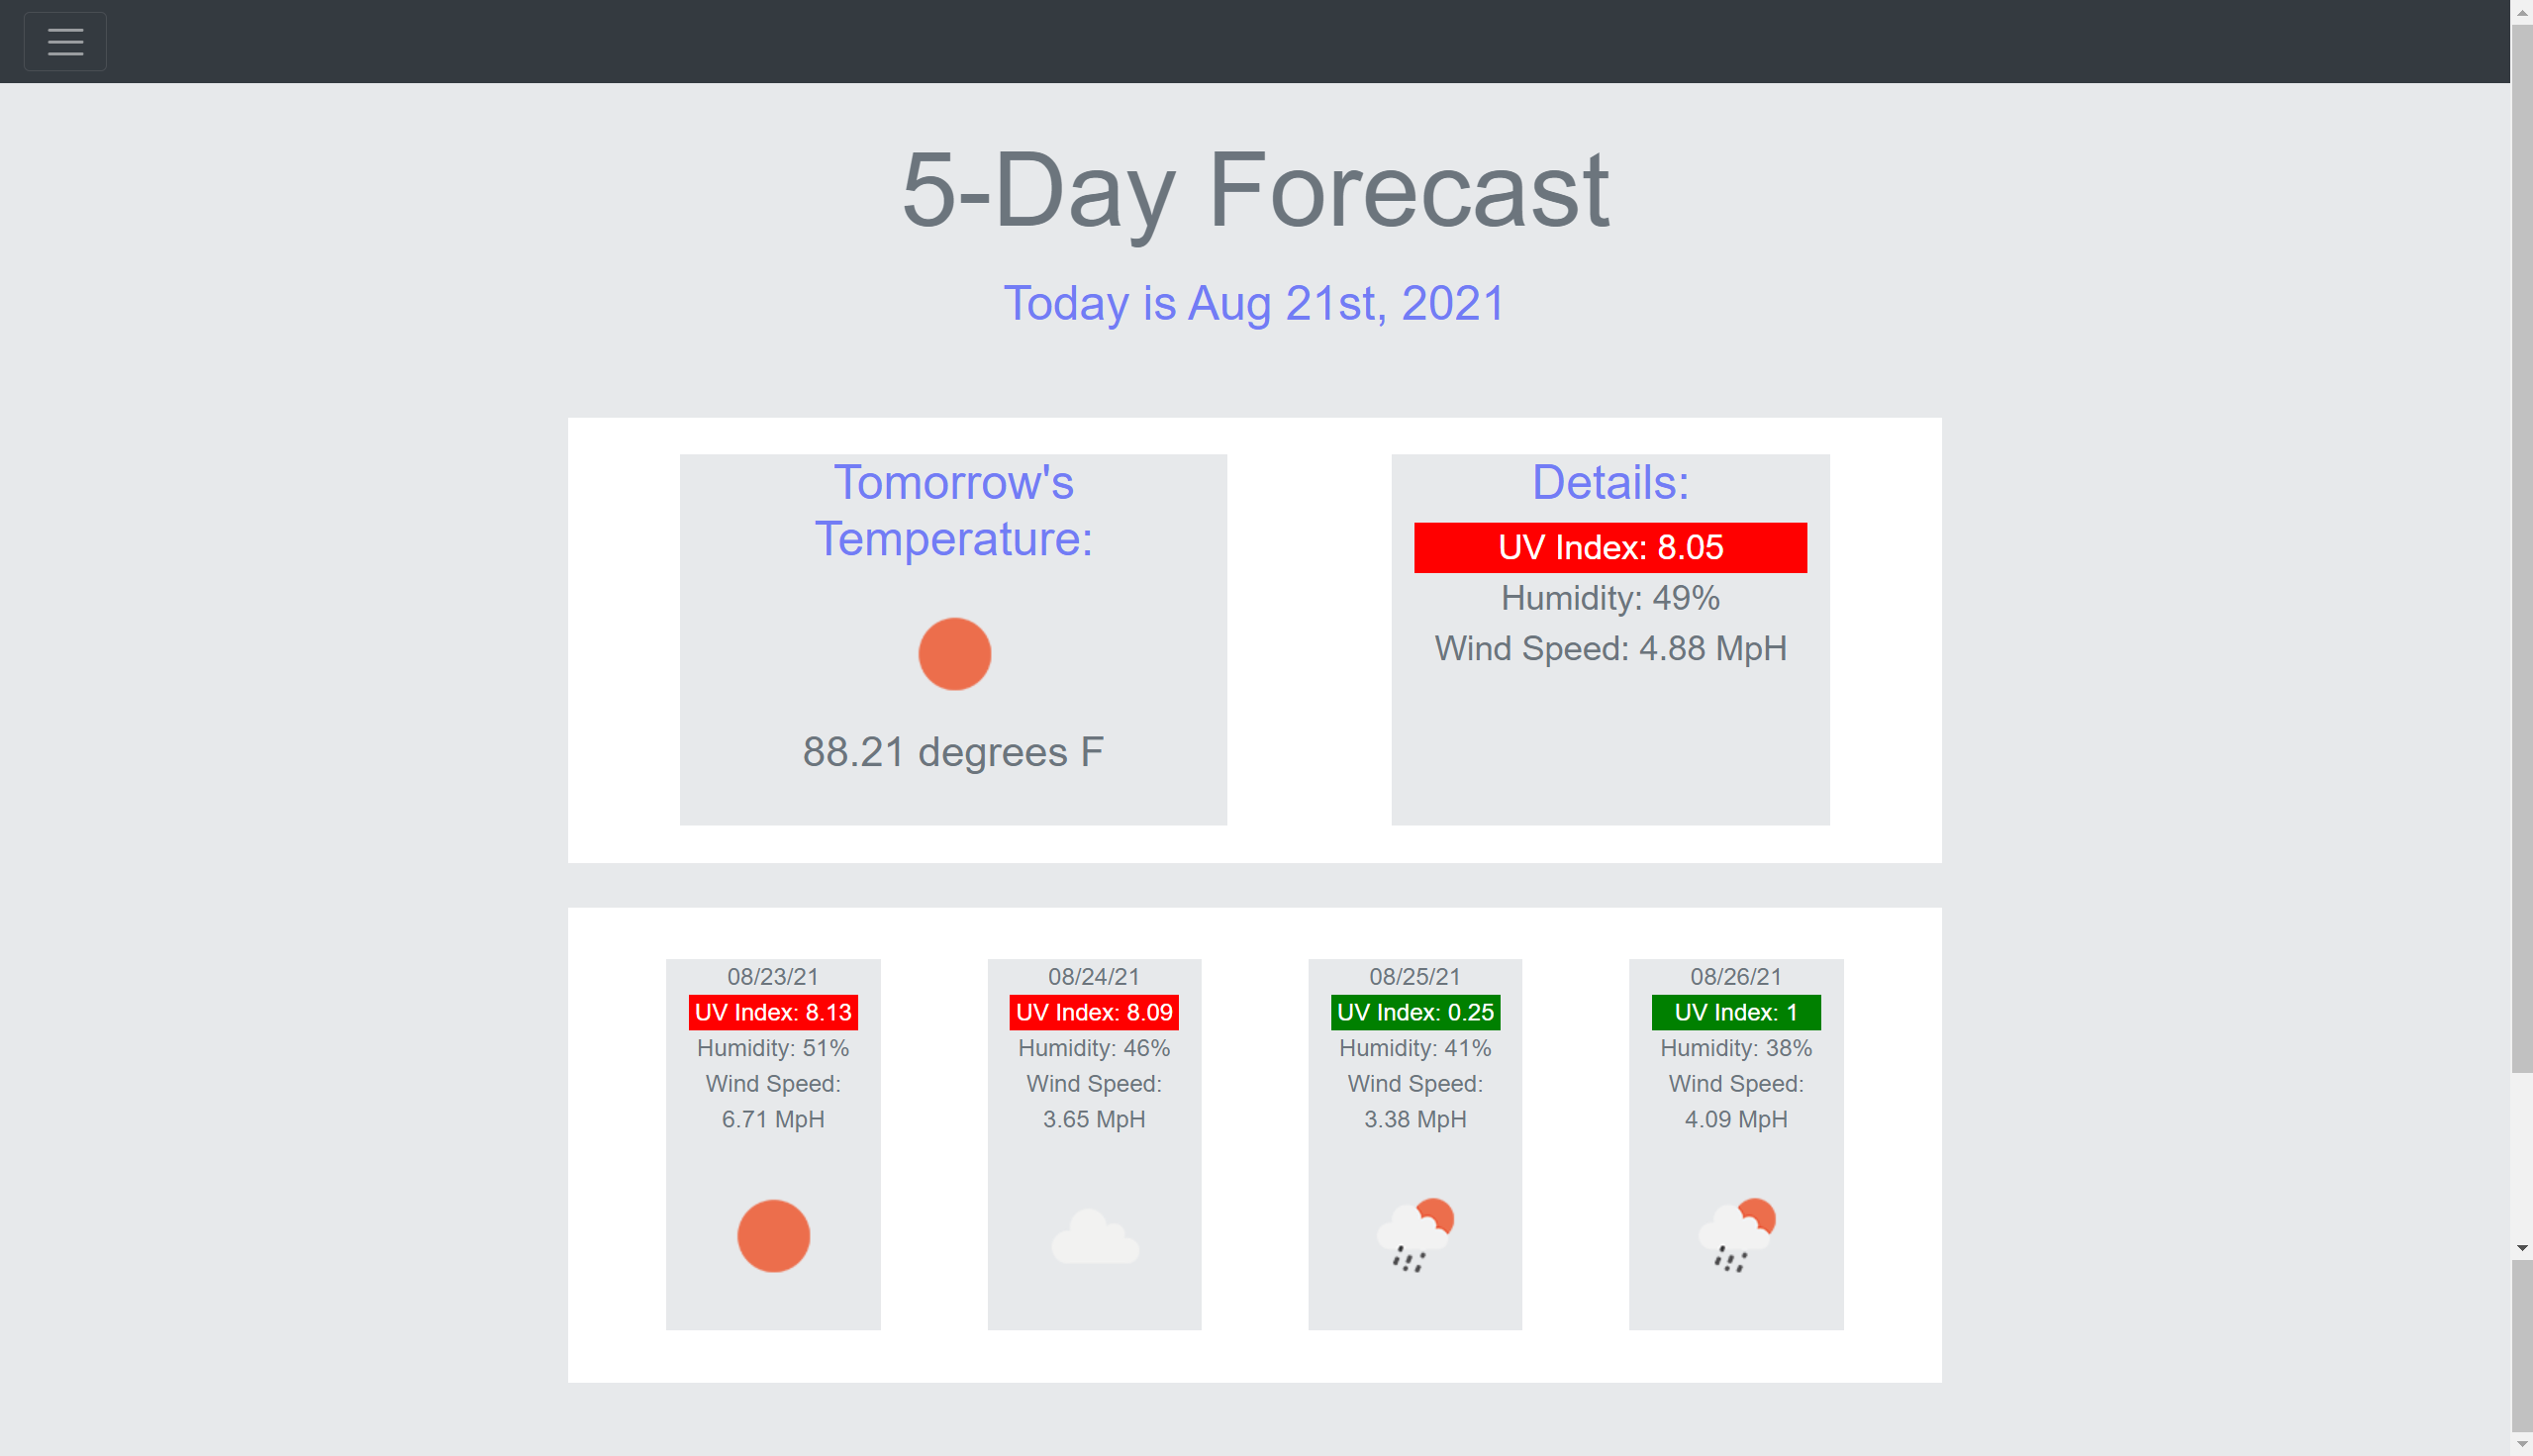 5-Day Forecast
Today is Aug 21st, 2021
Tomorrow's
Temperature:
88.21 degrees F
Details:
UV Index: 8.05
Humidity: 49%
Wind Speed: 4.88 MpH
08/23/21
UV Index: 8.13
Humidity: 51%
Wind Speed:
6.71 MpH
08/24/21
UV Index: 8.09
Humidity: 46%
Wind Speed:
3.65 MpH
08/25/21
UV Index: 0.25
Humidity: 41%
Wind Speed:
3.38 MpH
08/26/21
UV Index: 1
Humidity: 38%
Wind Speed:
4.09 MpH